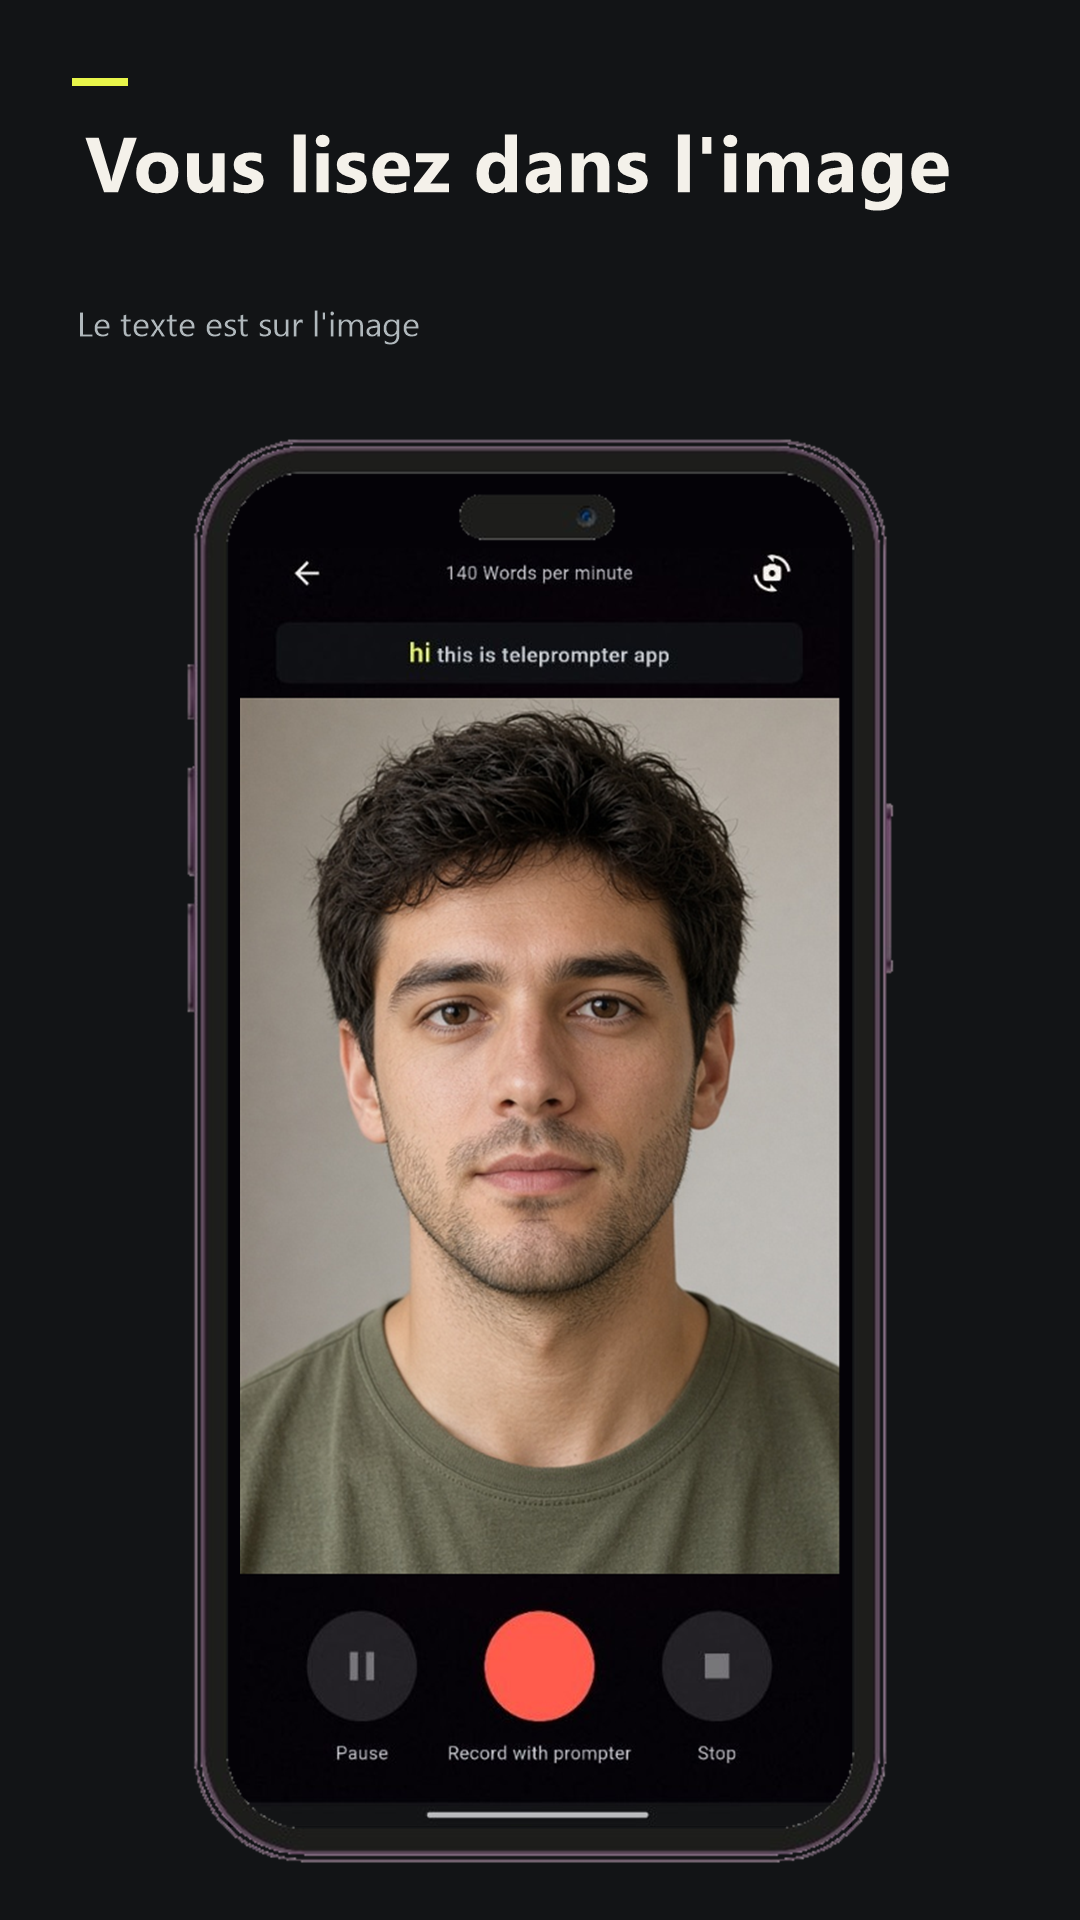 Vous lisez dans l'image
Le texte est sur l'image
140 Words per minute
hi this is teleprompter app
Pause
Record with prompter
Stop